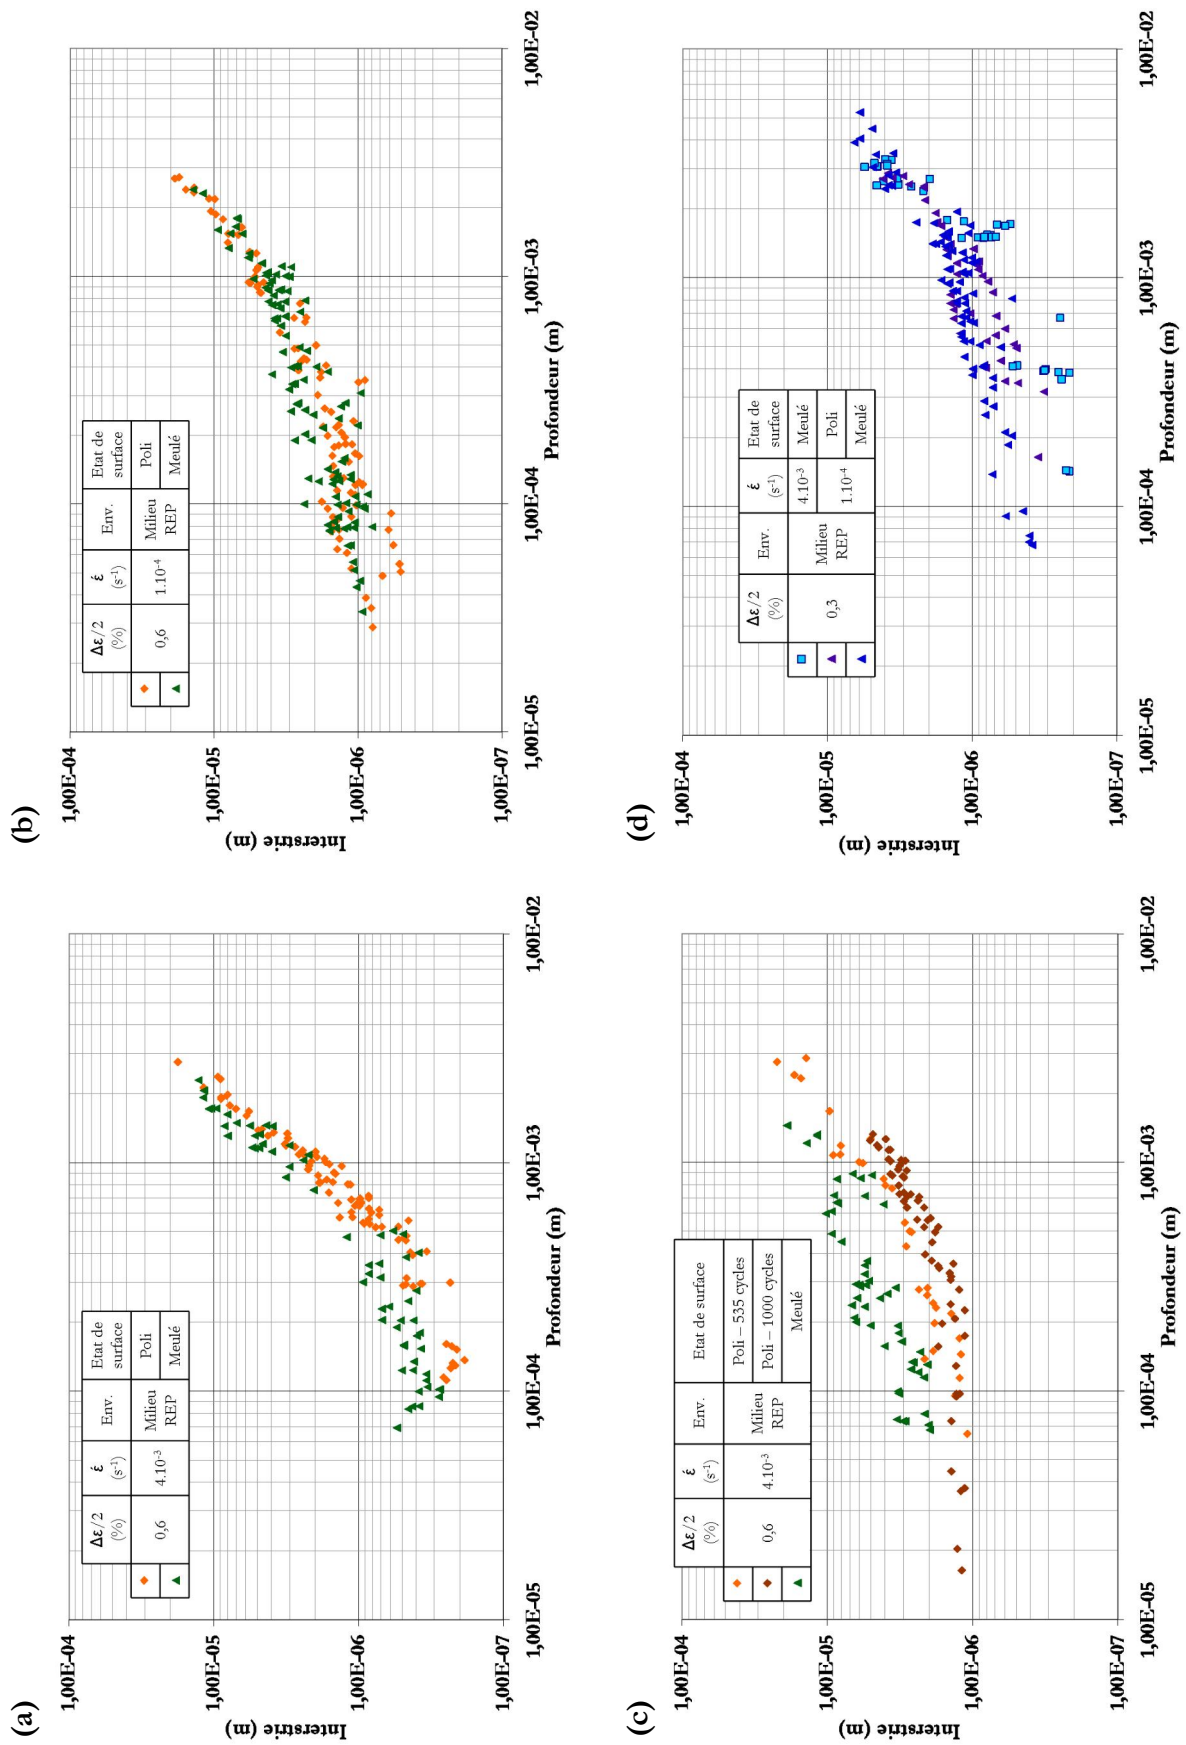 (a)
Interstrie (m)
1,00E-04
1,00E-05
1,00E-06
1,00E-07
1,00E-05
1,00E-04
1,00E-03
1,00E-02
Profondeur (m)
Δε/2 (%)
έ (s⁻¹)
Env.
Etat de surface
0,6
4.10⁻³
Milieu REP
Poli
Meulé
(b)
Interstrie (m)
1,00E-04
1,00E-05
1,00E-06
1,00E-07
1,00E-05
1,00E-04
1,00E-03
1,00E-02
Profondeur (m)
Δε/2 (%)
έ (s⁻¹)
Env.
Etat de surface
0,6
1.10⁻⁴
Milieu REP
Poli
Meulé
(c)
Interstrie (m)
1,00E-04
1,00E-05
1,00E-06
1,00E-07
1,00E-05
1,00E-04
1,00E-03
1,00E-02
Profondeur (m)
Δε/2 (%)
έ (s⁻¹)
Env.
Etat de surface
0,6
4.10⁻³
Milieu REP
Poli – 535 cycles
Poli – 1000 cycles
Meulé
(d)
Interstrie (m)
1,00E-04
1,00E-05
1,00E-06
1,00E-07
1,00E-05
1,00E-04
1,00E-03
1,00E-02
Profondeur (m)
Δε/2 (%)
Env.
έ (s⁻¹)
Etat de surface
0,3
Milieu REP
4.10⁻³
Meulé
1.10⁻⁴
Poli
Meulé